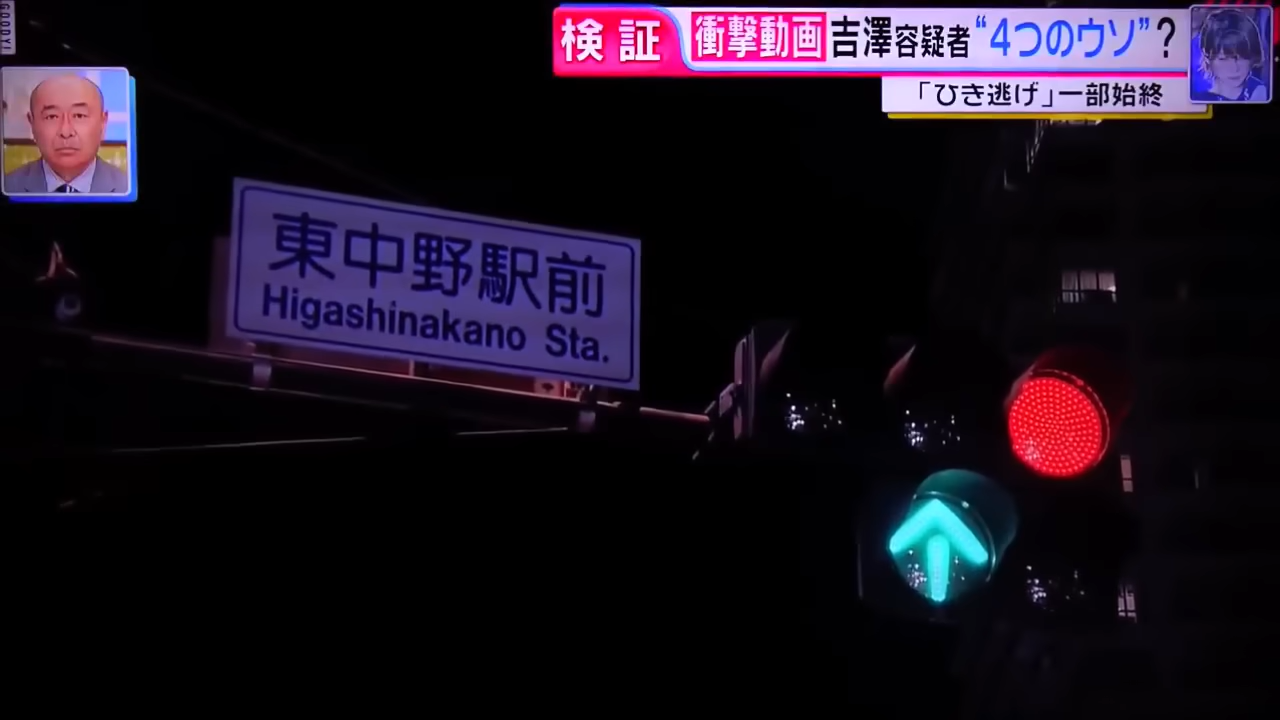 GOODY!
検証
衝撃動画 吉澤容疑者 “4つのウソ”?
「ひき逃げ」一部始終
東中野駅前
Higashinakano Sta.